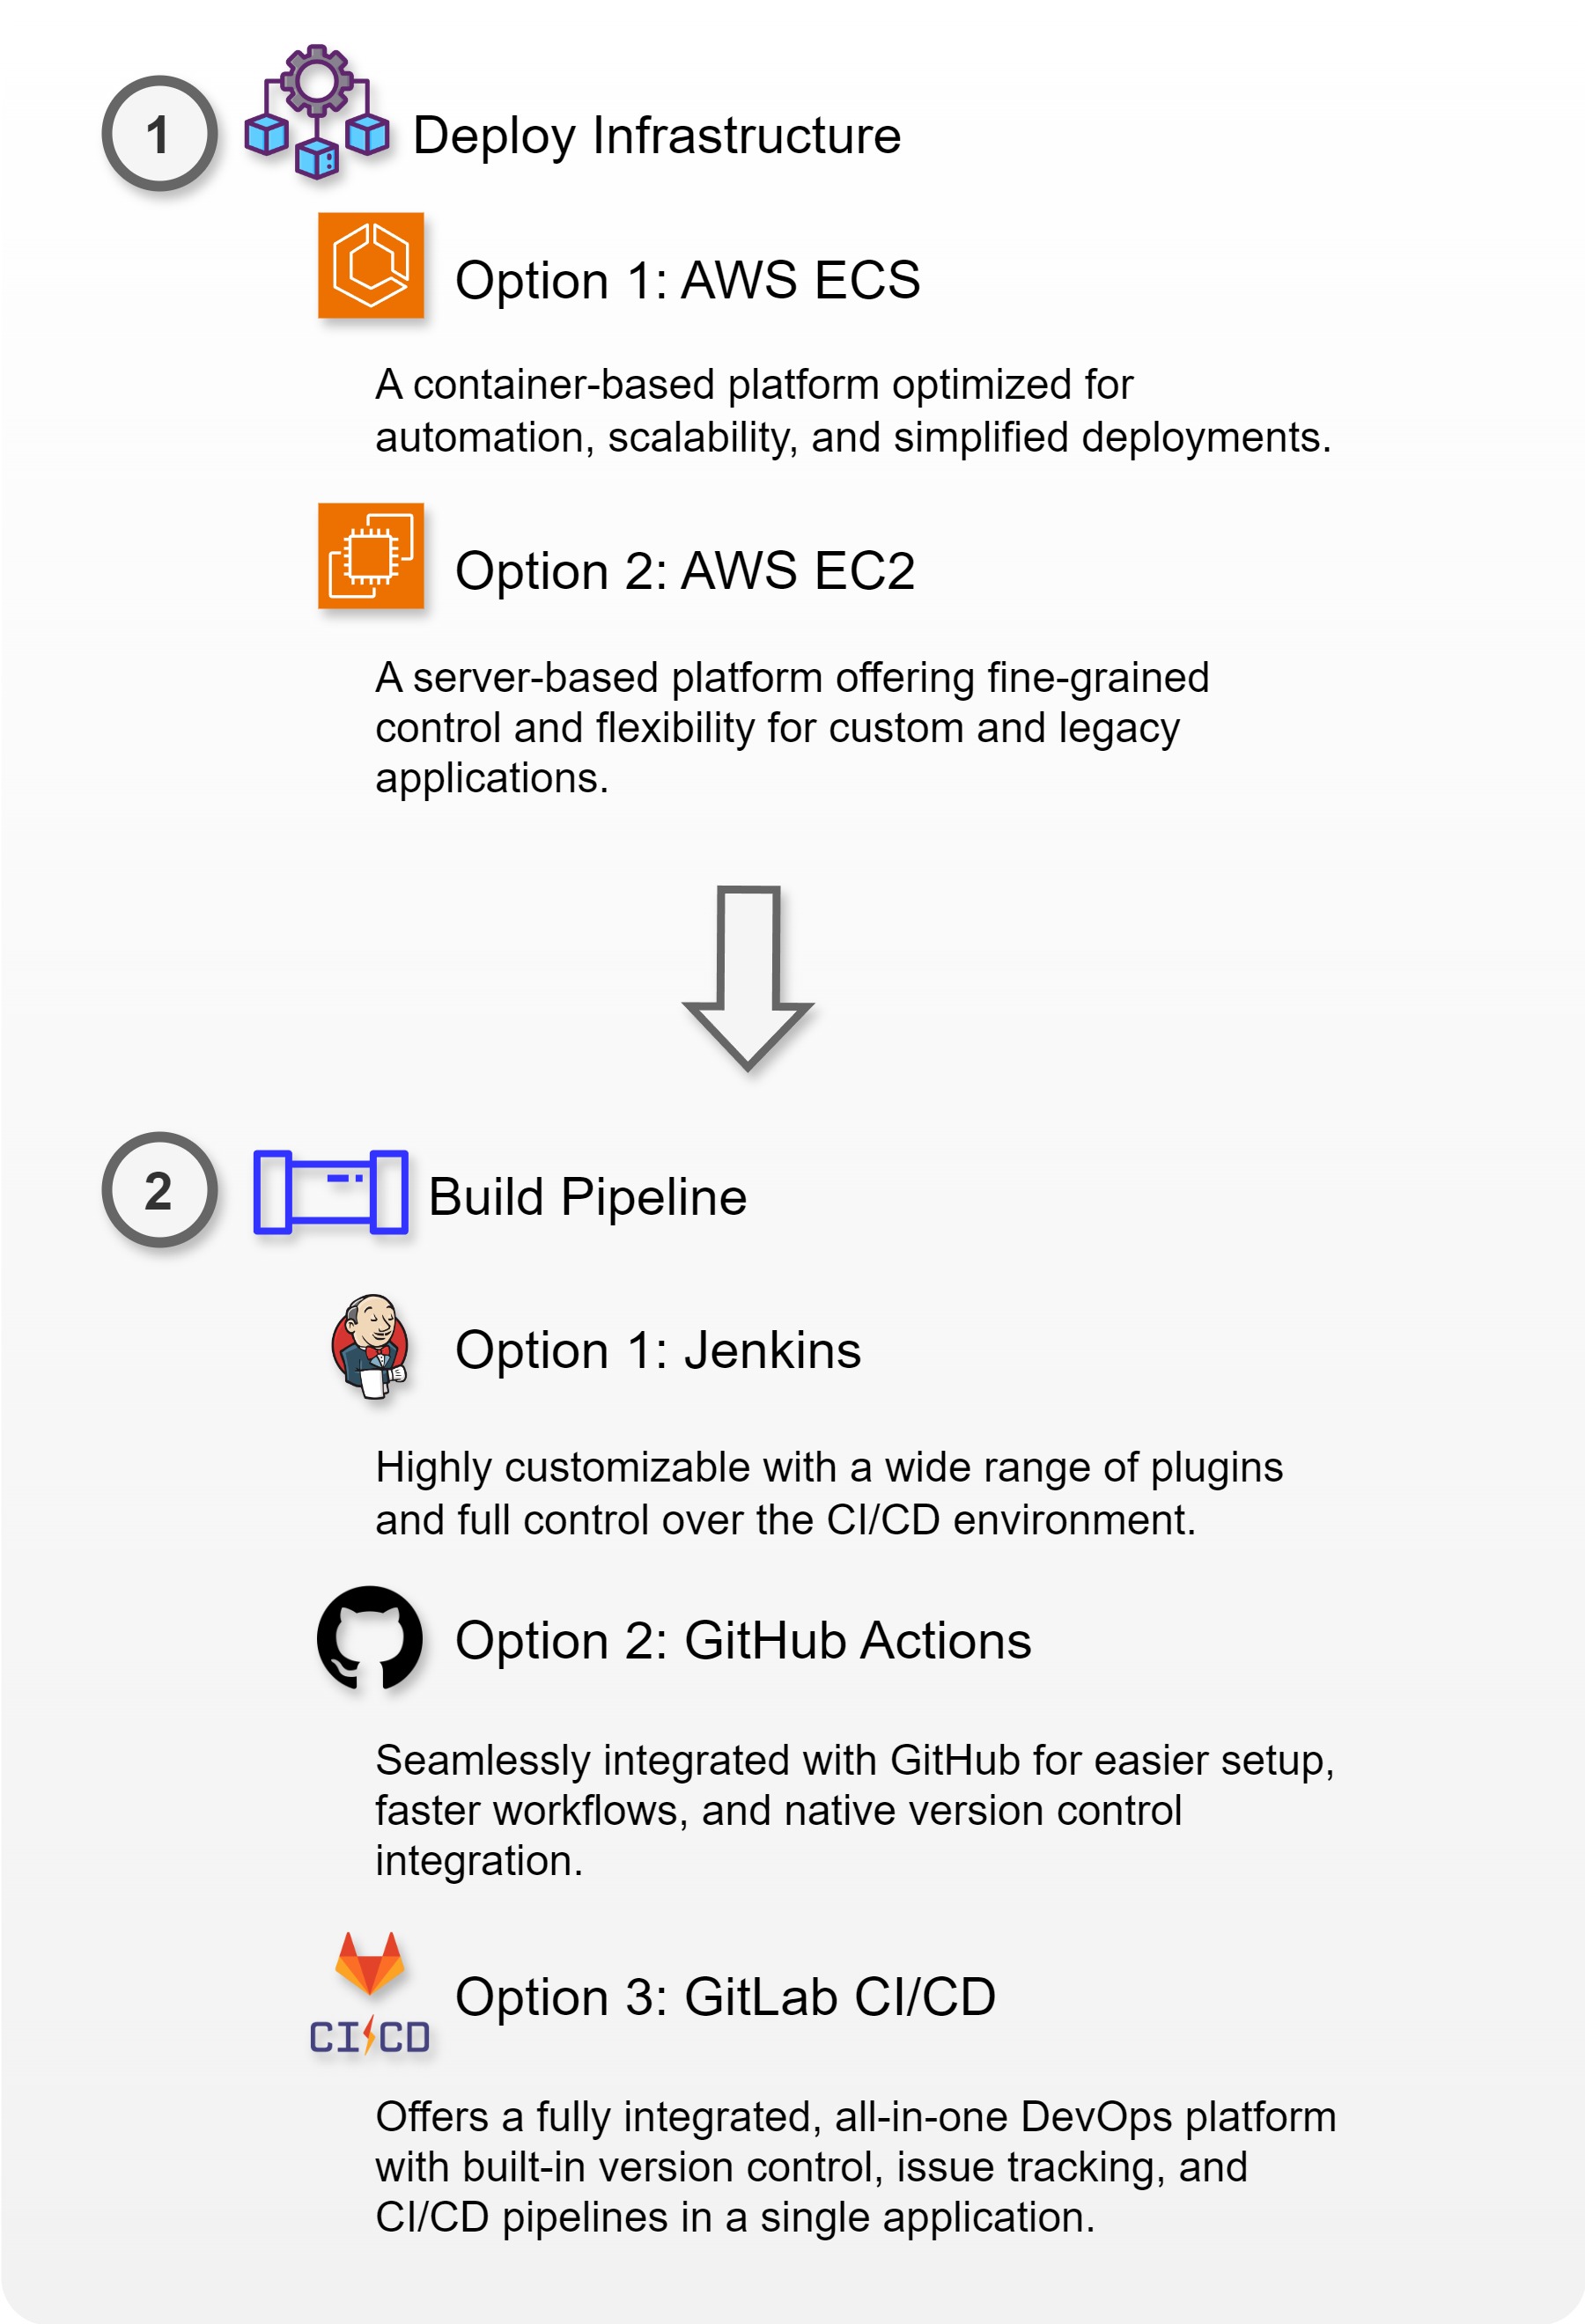 1
Deploy Infrastructure
Option 1: AWS ECS
A container-based platform optimized for
automation, scalability, and simplified deployments.
Option 2: AWS EC2
A server-based platform offering fine-grained
control and flexibility for custom and legacy
applications.
2
Build Pipeline
Option 1: Jenkins
Highly customizable with a wide range of plugins
and full control over the CI/CD environment.
Option 2: GitHub Actions
Seamlessly integrated with GitHub for easier setup,
faster workflows, and native version control
integration.
Option 3: GitLab CI/CD
CI/CD
Offers a fully integrated, all-in-one DevOps platform
with built-in version control, issue tracking, and
CI/CD pipelines in a single application.